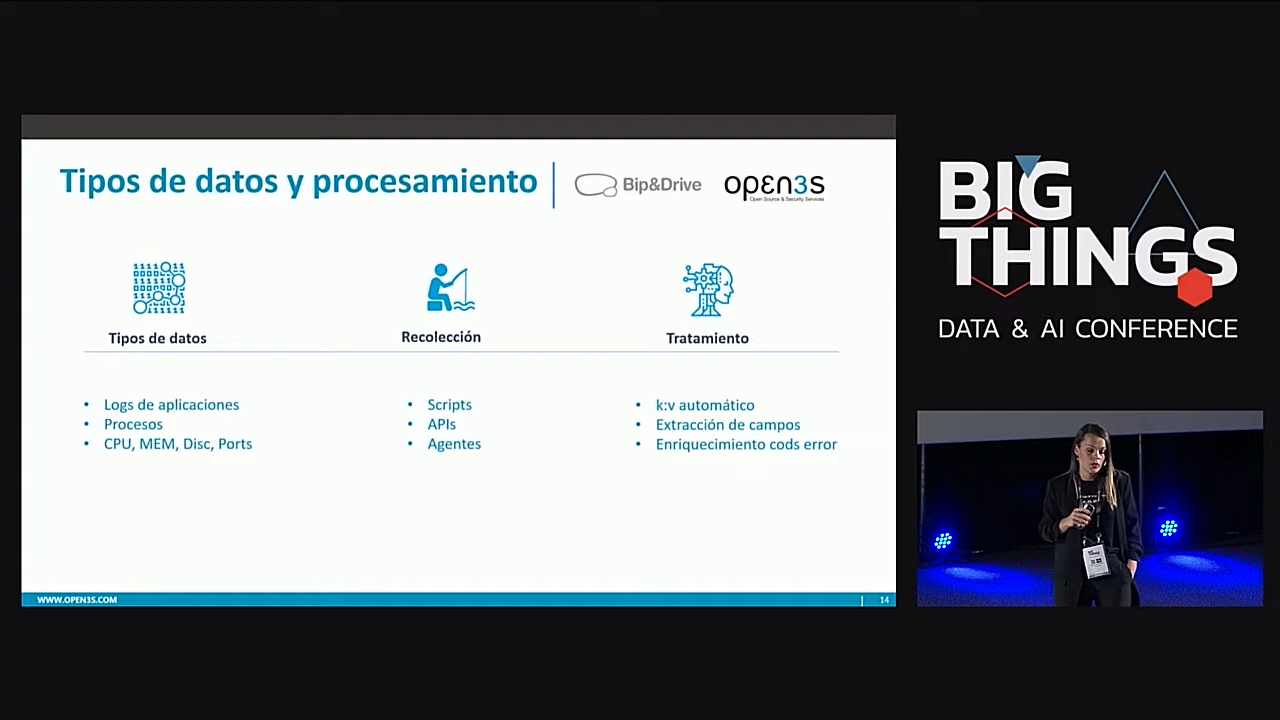 Tipos de datos y procesamiento
Bip&Drive
open3s
Open Source & Security Services
Tipos de datos
Recolección
Tratamiento
• Logs de aplicaciones
• Procesos
• CPU, MEM, Disc, Ports
• Scripts
• APIs
• Agentes
• k:v automático
• Extracción de campos
• Enriquecimiento cods error
WWW.OPEN3S.COM
14
BIG
THINGS
DATA & AI CONFERENCE